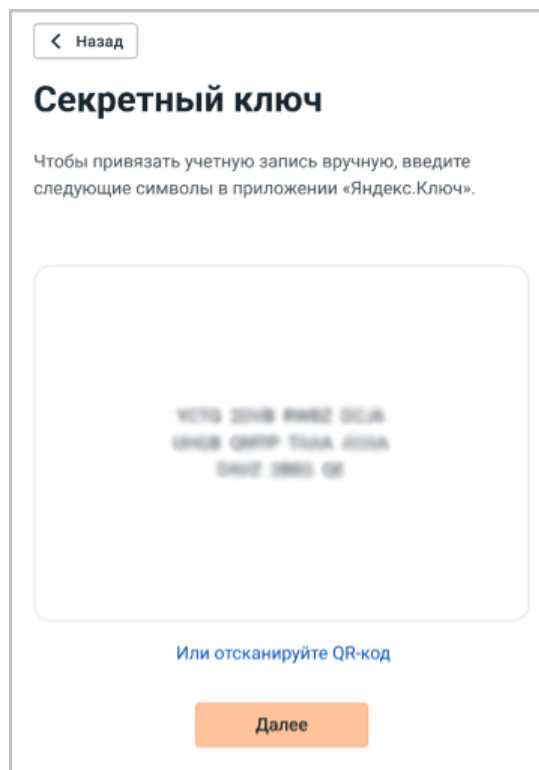 Назад
Секретный ключ
Чтобы привязать учетную запись вручную, введите
следующие символы в приложении «Яндекс.Ключ».
Или отсканируйте QR-код
Далее